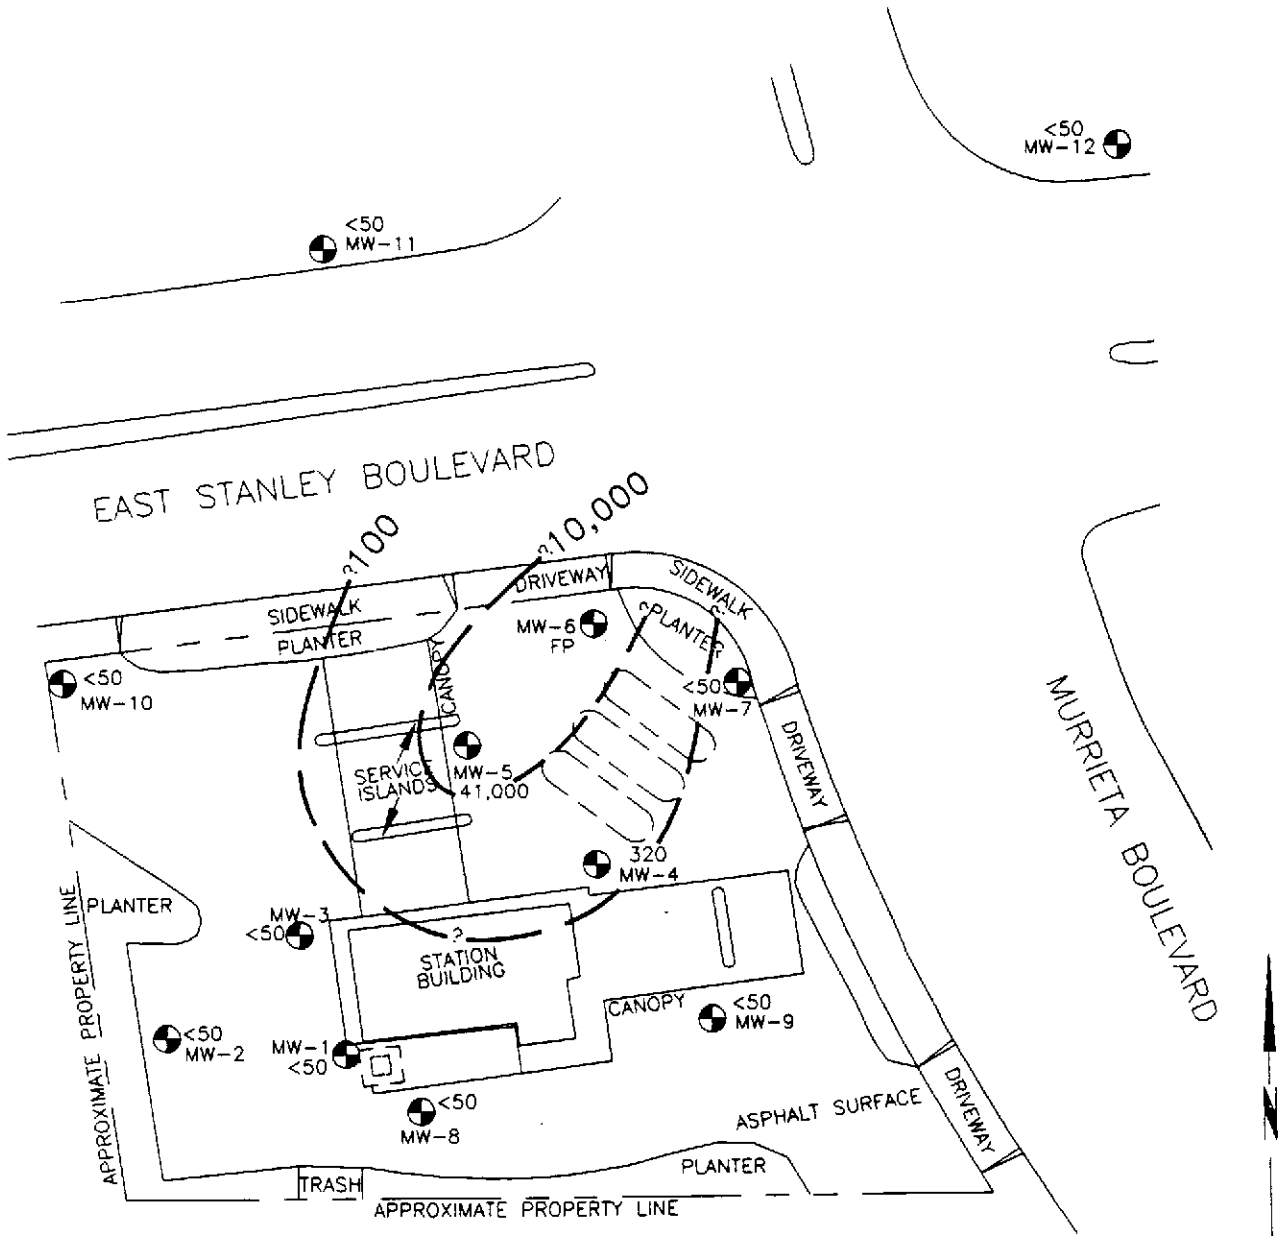 <50
MW-12
<50
MW-11
EAST STANLEY BOULEVARD
?100
?10,000
DRIVEWAY
SIDEWALK
SIDEWALK
PLANTER
MW-6
FP
?
PLANTER
?
CANOPY
<50
MW-10
<50
MW-7
MURRIETA BOULEVARD
DRIVEWAY
SERVICE
ISLANDS
MW-5
41,000
320
MW-4
PLANTER
MW-3
<50
?
STATION
BUILDING
APPROXIMATE PROPERTY LINE
CANOPY
<50
MW-9
<50
MW-2
MW-1
<50
<50
MW-8
ASPHALT SURFACE
DRIVEWAY
N
PLANTER
TRASH
APPROXIMATE PROPERTY LINE